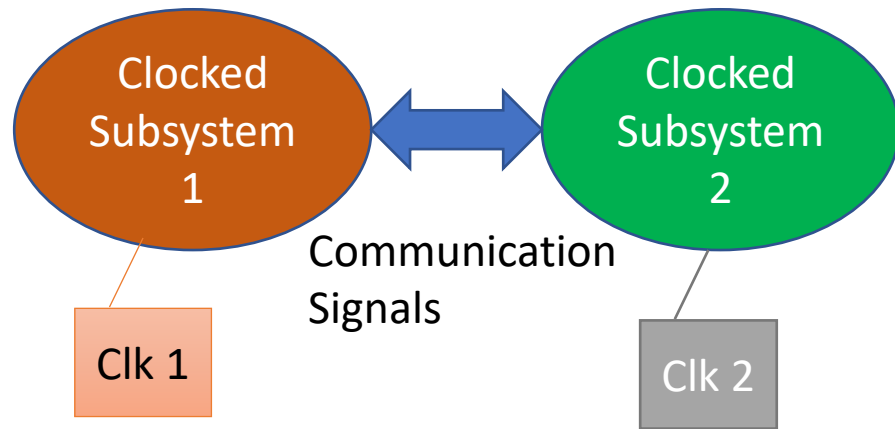 Clocked
Subsystem
1
Clocked
Subsystem
2
Communication
Signals
Clk 1
Clk 2